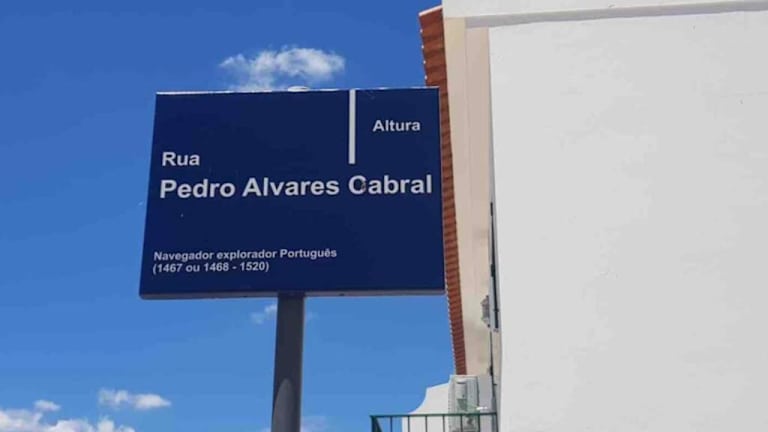 Altura
Rua
Pedro Alvares Cabral
Navegador explorador Português
(1467 ou 1468 - 1520)